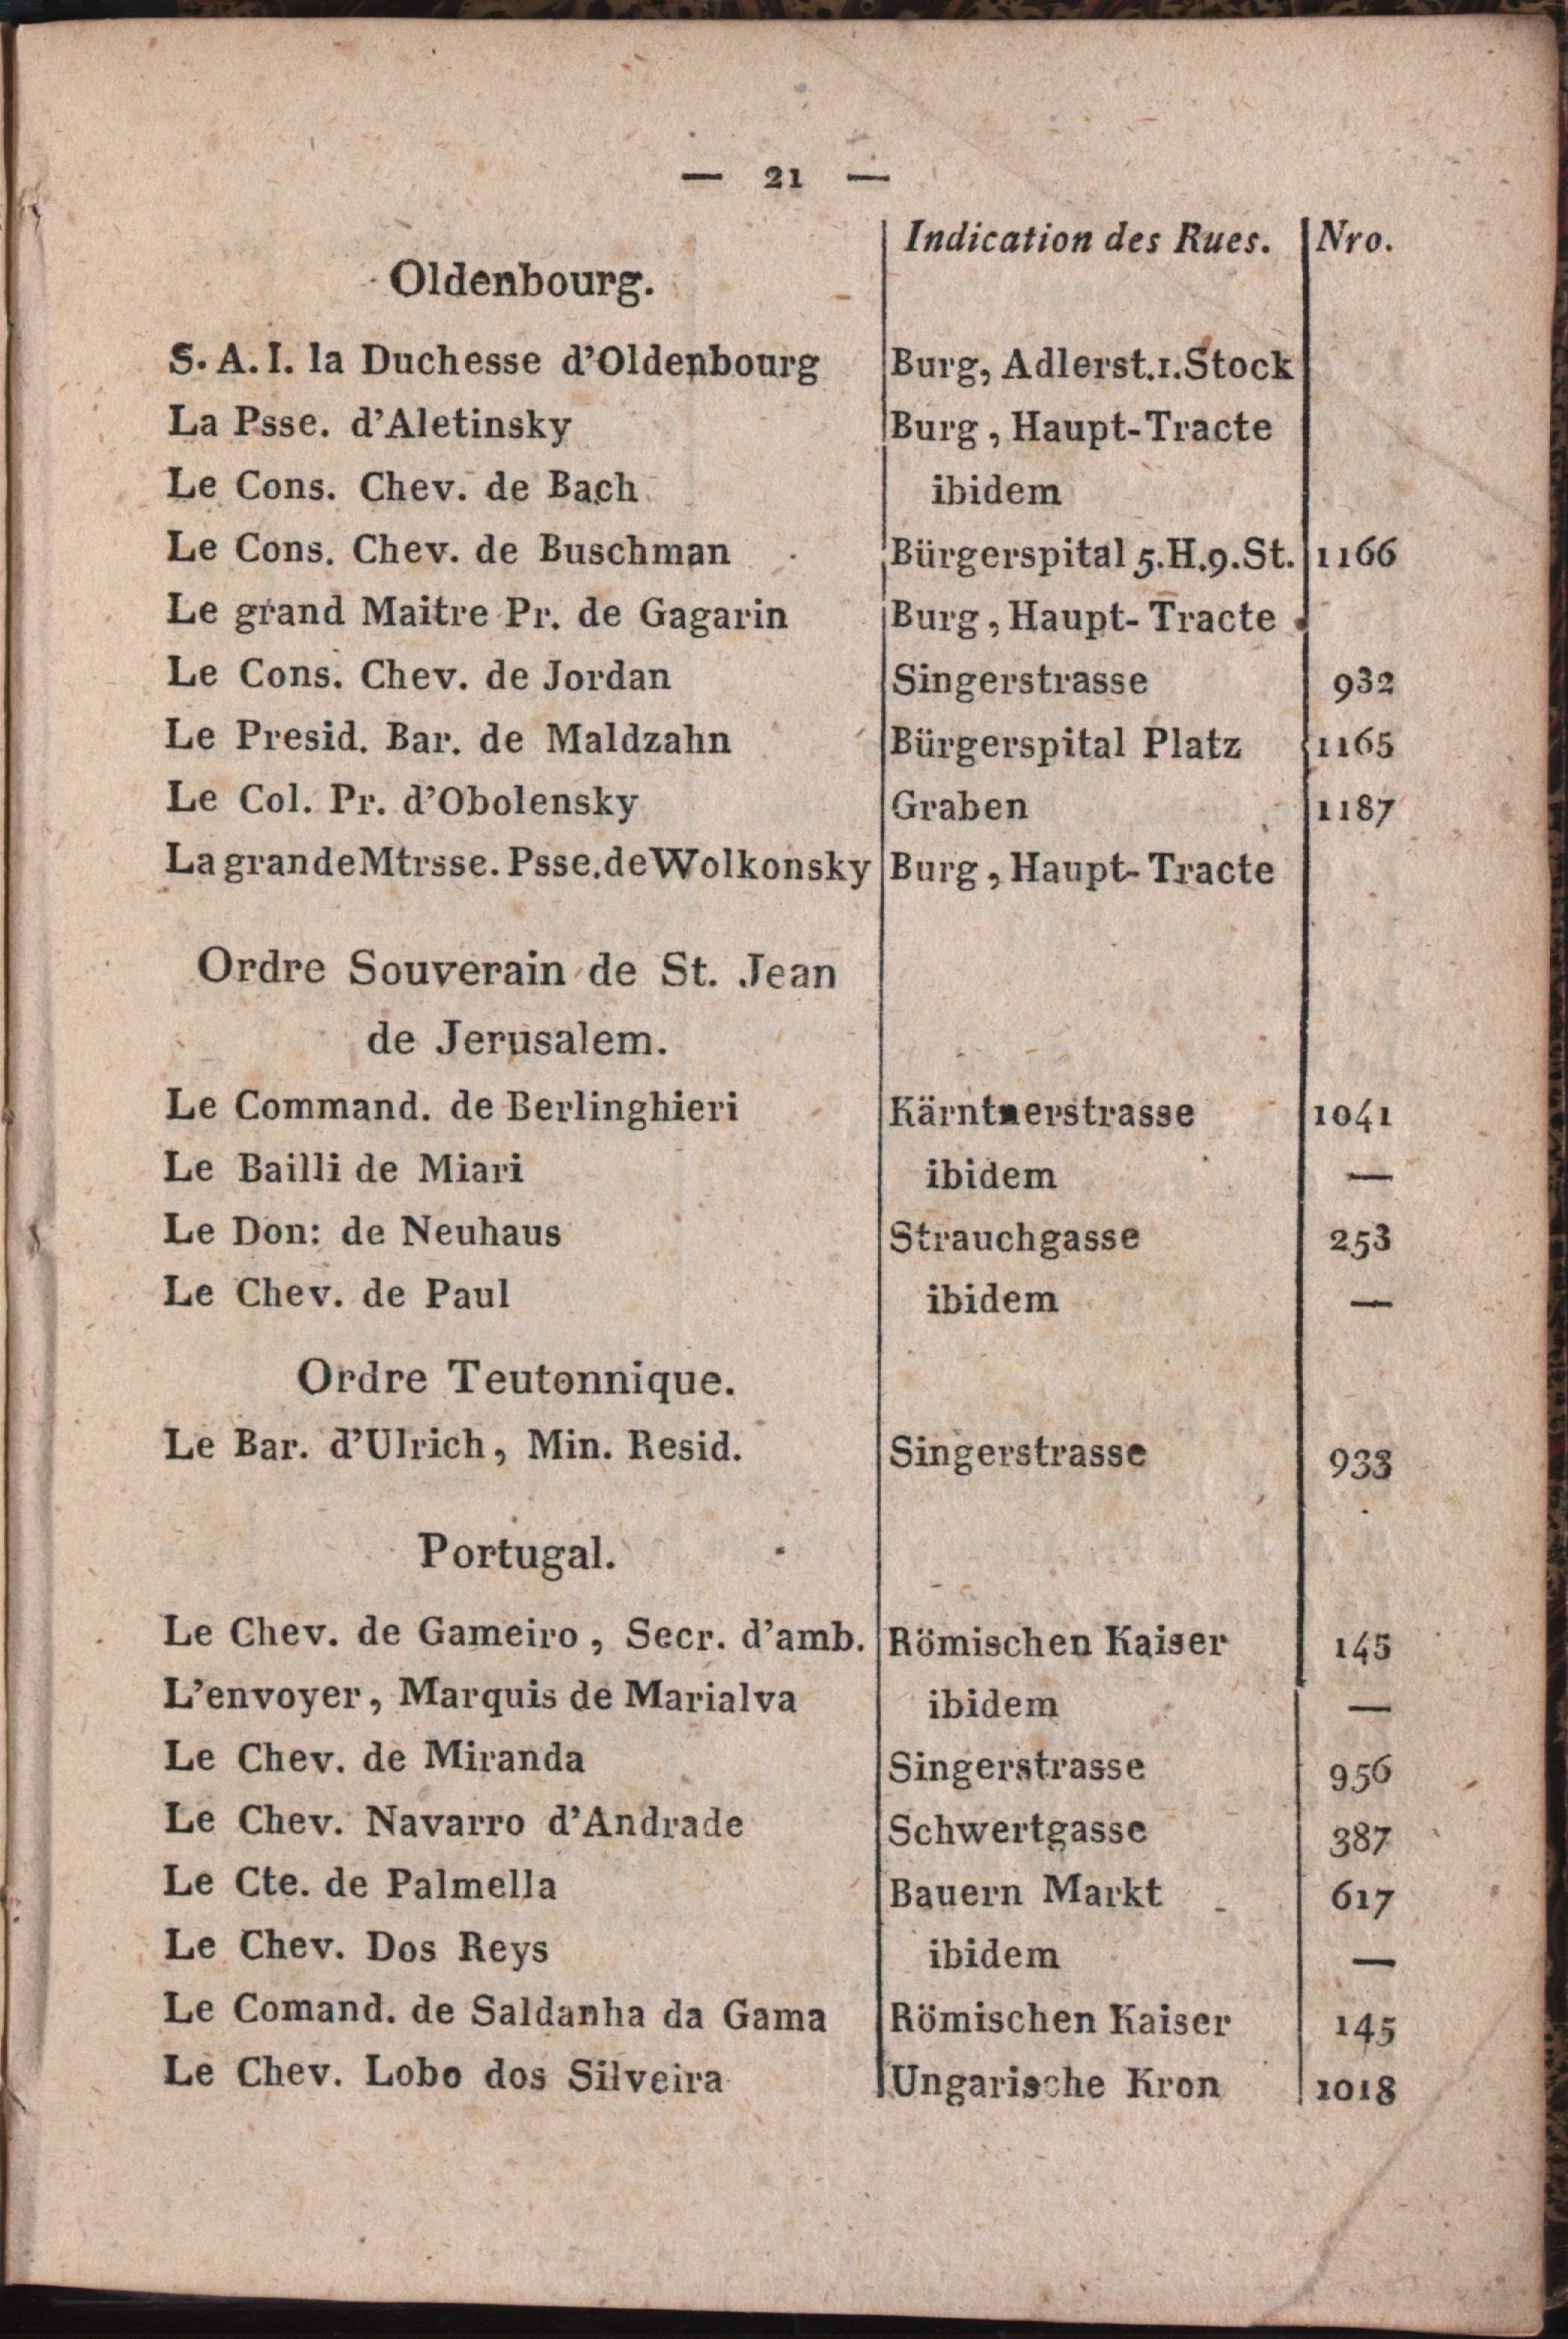 — 21 —
Indication des Rues. Nro.
Oldenbourg.
S. A. I. la Duchesse d'Oldenbourg Burg, Adlerst.1.Stock
La Psse. d'Aletinsky Burg, Haupt-Tracte
Le Cons. Chev. de Bach ibidem
Le Cons. Chev. de Buschman Bürgerspital 5.H.9.St. 1166
Le grand Maitre Pr. de Gagarin Burg, Haupt-Tracte
Le Cons. Chev. de Jordan Singerstrasse 932
Le Presid. Bar. de Maldzahn Bürgerspital Platz 1165
Le Col. Pr. d'Obolensky Graben 1187
La grande Mtrsse. Psse. de Wolkonsky Burg, Haupt-Tracte
Ordre Souverain de St. Jean
de Jerusalem.
Le Command. de Berlinghieri Kärntnerstrasse 1041
Le Bailli de Miari ibidem —
Le Don: de Neuhaus Strauchgasse 253
Le Chev. de Paul ibidem —
Ordre Teutonnique.
Le Bar. d'Ulrich, Min. Resid. Singerstrasse 933
Portugal.
Le Chev. de Gameiro, Secr. d'amb. Römischen Kaiser 145
L'envoyer, Marquis de Marialva ibidem —
Le Chev. de Miranda Singerstrasse 956
Le Chev. Navarro d'Andrade Schwertgasse 387
Le Cte. de Palmella Bauern Markt 617
Le Chev. Dos Reys ibidem —
Le Comand. de Saldanha da Gama Römischen Kaiser 145
Le Chev. Lobo dos Silveira Ungarische Kron 1018